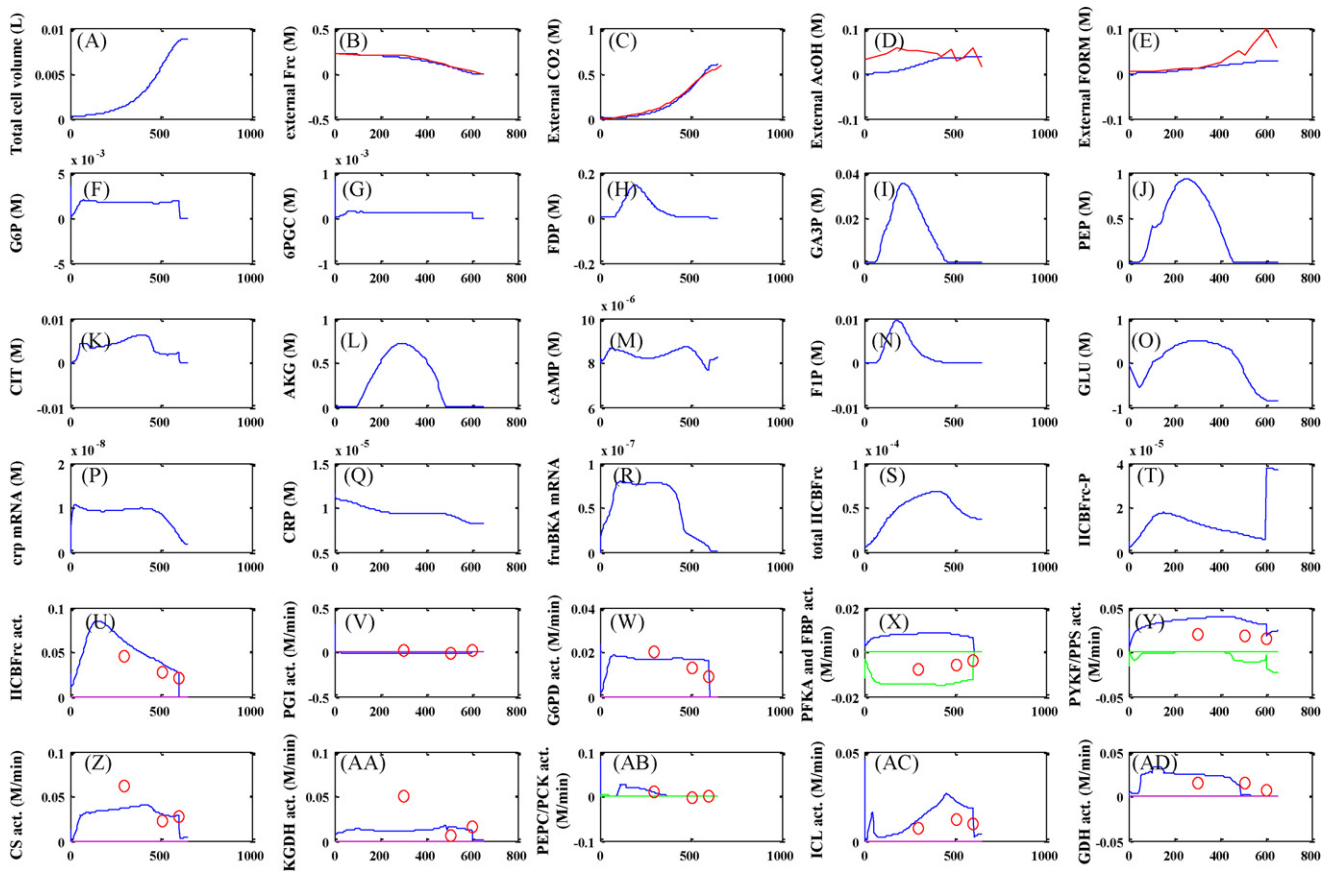 (A)
Total cell volume (L)
0.01
0.005
0
0 500 1000
(B)
external Frc (M)
0.5
0
-0.5
0 500 1000
(C)
External CO2 (M)
2
1
0
0 500 1000
(D)
External AcOH (M)
0.1
0
-0.1
0 500 1000
(E)
External FORM (M)
0.1
0
-0.1
0 200 400 600 800
(F)
G6P (M)
x 10-3
5
0
-5
0 200 400 600 800
(G)
6PGC (M)
x 10-3
1
0
-1
0 200 400 600 800
(H)
FDP (M)
0.2
0
-0.2
0 200 400 600 800
(I)
GA3P (M)
0.04
0.02
0
0 200 400 600 800
(J)
PEP (M)
1
0.5
0
0 200 400 600 800
(K)
CIT (M)
0.01
0
-0.01
0 200 400 600 800
(L)
AKG (M)
1
0.5
0
0 200 400 600 800
(M)
cAMP (M)
x 10-6
10
8
6
0 200 400 600 800
(N)
F1P (M)
0.01
0
-0.01
0 200 400 600 800
(O)
GLU (M)
1
0
-1
0 200 400 600 800
(P)
crp mRNA (M)
x 10-8
2
1
0
0 200 400 600 800
(Q)
CRP (M)
x 10-5
1.5
1
0.5
0 200 400 600 800
(R)
fruBKA mRNA
x 10-7
1
0.5
0
0 200 400 600 800
(S)
total IICBFrc
x 10-4
1
0.5
0
0 500 1000
(T)
IICBFrc-P
x 10-5
4
2
0
0 200 400 600 800
(U)
IICBFrc act.
0.1
0.05
0
0 500 1000
(V)
PGI act. (M/min)
0.5
0
-0.5
0 200 400 600 800
(W)
G6PD act. (M/min)
0.04
0.02
0
0 500 1000
(X)
PFKA and FBP act.
(M/min)
0.02
0
-0.02
0 200 400 600 800
(Y)
PYKF/PPS act.
(M/min)
0.05
0
-0.05
0 200 400 600 800
(Z)
CS act. (M/min)
0.1
0.05
0
0 500 1000
(AA)
KGDH act. (M/min)
0.1
0.05
0
0 200 400 600 800
(AB)
PEPC/PCK act.
(M/min)
0.1
0
-0.1
0 500 1000
(AC)
ICL act. (M/min)
0.05
0
0 200 400 600 800
(AD)
GDH act. (M/min)
0.05
0
-0.05
0 200 400 600 800